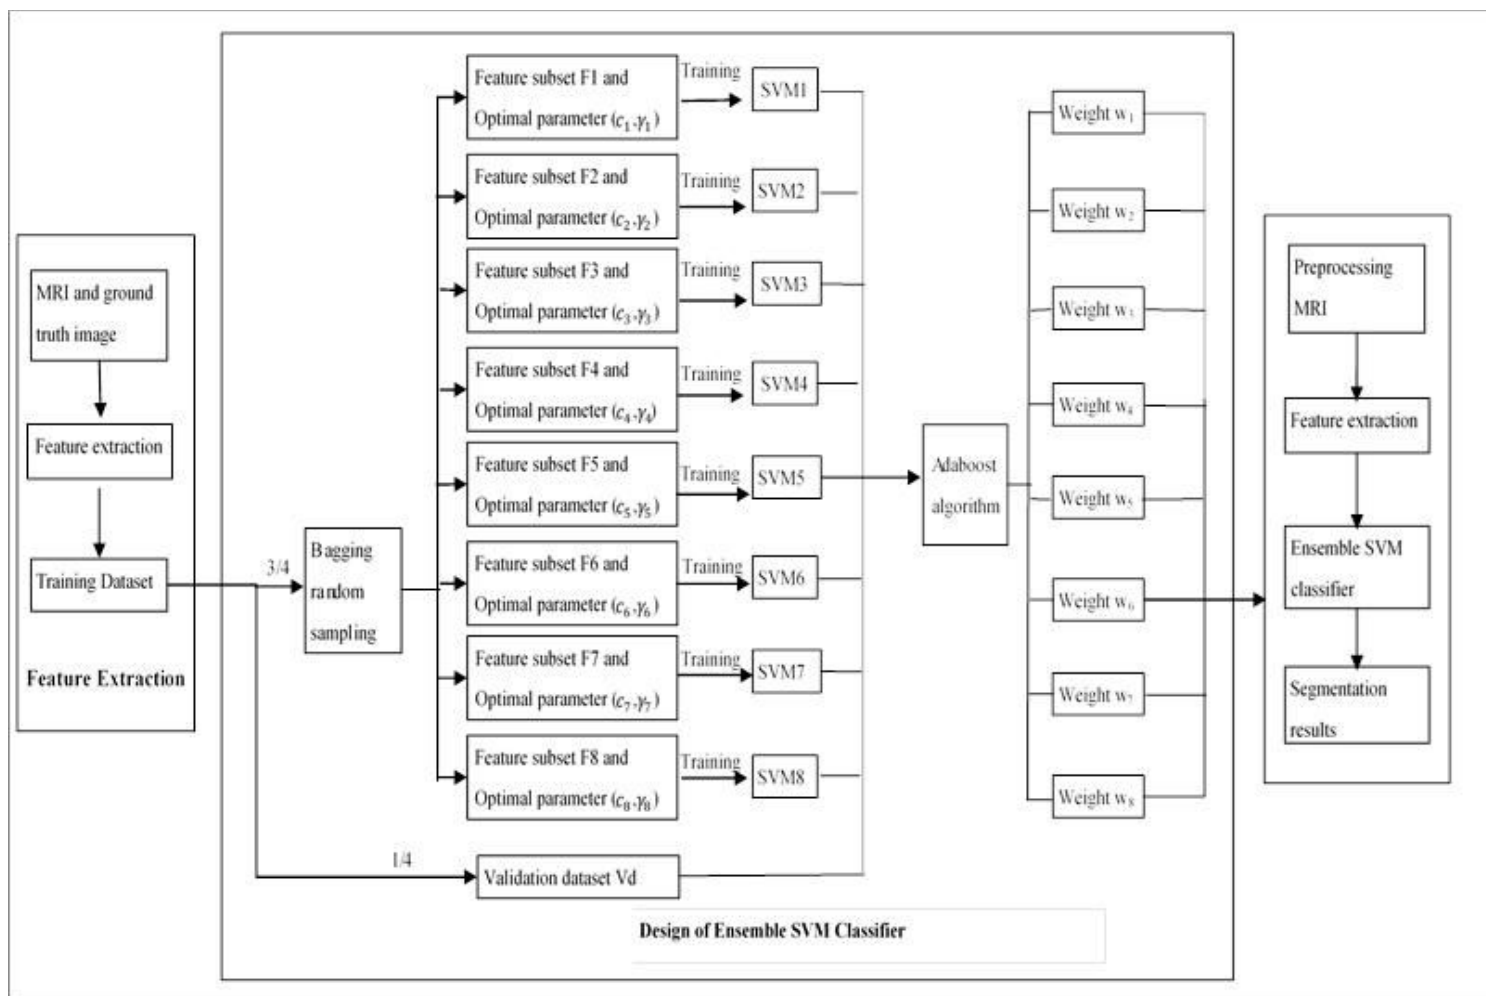 MRI and ground
truth image
Feature extraction
Training Dataset
Feature Extraction
3/4
1/4
Bagging
random
sampling
Feature subset F1 and
Optimal parameter (c₁,γ₁)
Training
SVM1
Feature subset F2 and
Optimal parameter (c₂,γ₂)
Training
SVM2
Feature subset F3 and
Optimal parameter (c₃,γ₃)
Training
SVM3
Feature subset F4 and
Optimal parameter (c₄,γ₄)
Training
SVM4
Feature subset F5 and
Optimal parameter (c₅,γ₅)
Training
SVM5
Feature subset F6 and
Optimal parameter (c₆,γ₆)
Training
SVM6
Feature subset F7 and
Optimal parameter (c₇,γ₇)
Training
SVM7
Feature subset F8 and
Optimal parameter (c₈,γ₈)
Training
SVM8
Validation dataset Vd
Adaboost
algorithm
Weight w₁
Weight w₂
Weight w₃
Weight w₄
Weight w₅
Weight w₆
Weight w₇
Weight w₈
Design of Ensemble SVM Classifier
Preprocessing
MRI
Feature extraction
Ensemble SVM
classifier
Segmentation
results